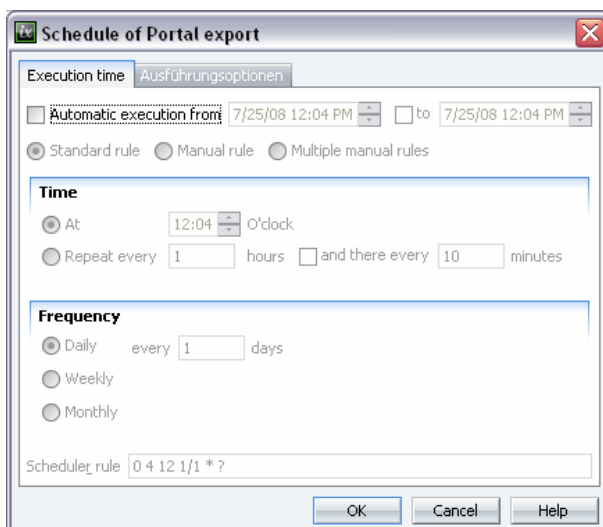 ix Schedule of Portal export
Execution time Ausführungsoptionen
Automatic execution from 7/25/08 12:04 PM to 7/25/08 12:04 PM
Standard rule Manual rule Multiple manual rules
Time
At 12:04 O'clock
Repeat every 1 hours and there every 10 minutes
Frequency
Daily every 1 days
Weekly
Monthly
Scheduler rule 0 4 12 1/1 * ?
OK Cancel Help